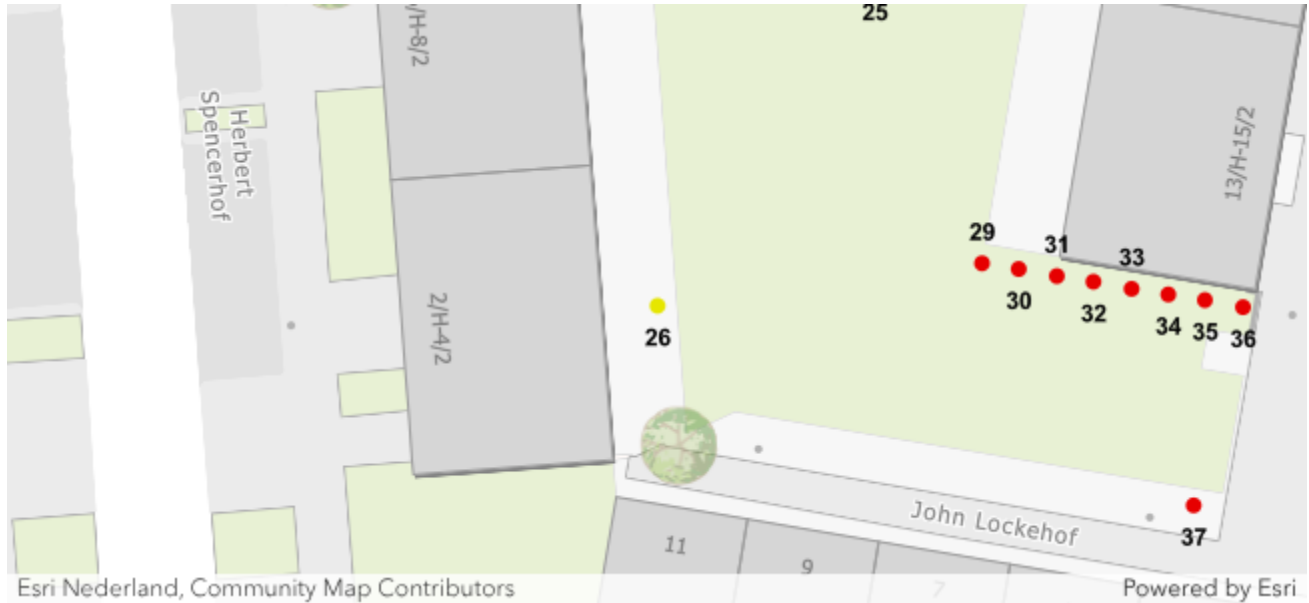 /H-8/2
25
Herbert
Spencerhof
13/H-15/2
29
31
33
30
32
34
35
36
2/H-4/2
26
John Lockehof
37
11
9
7
Esri Nederland, Community Map Contributors
Powered by Esri